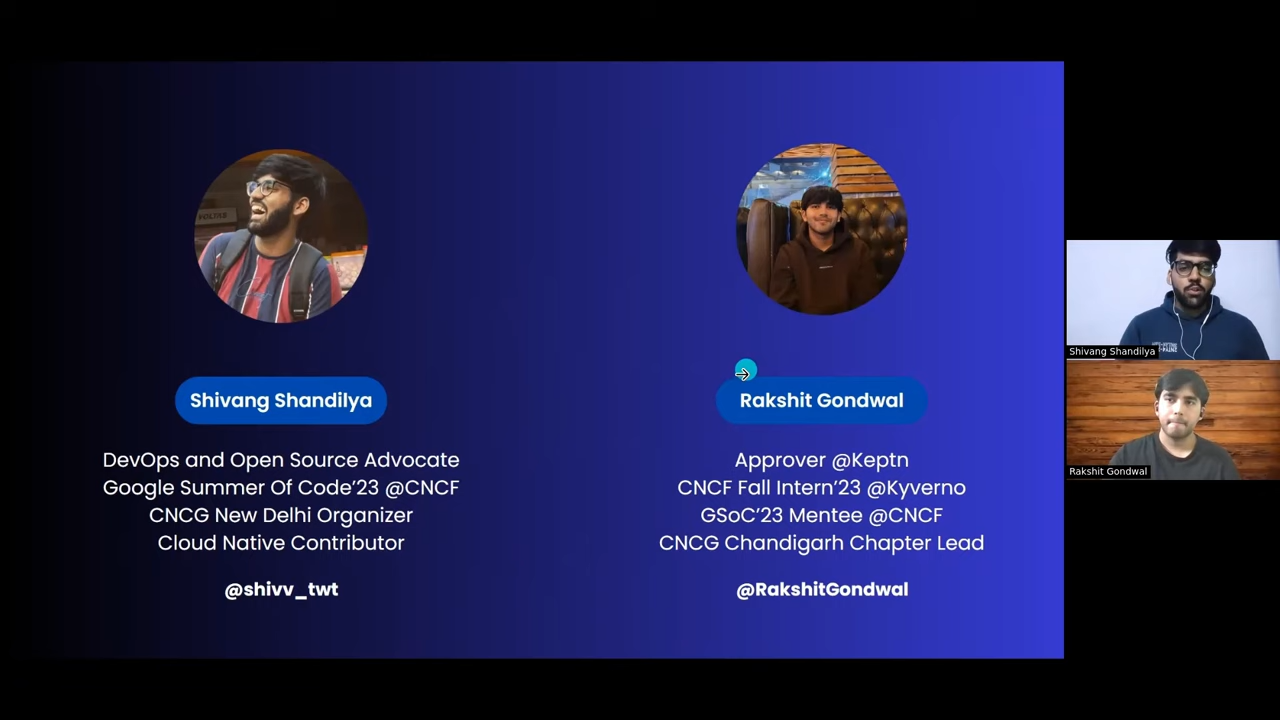 Shivang Shandilya
DevOps and Open Source Advocate
Google Summer Of Code’23 @CNCF
CNCG New Delhi Organizer
Cloud Native Contributor
@shivv_twt
Rakshit Gondwal
Approver @Keptn
CNCF Fall Intern’23 @Kyverno
GSoC’23 Mentee @CNCF
CNCG Chandigarh Chapter Lead
@RakshitGondwal
VOLTAS
Shivang Shandilya
Rakshit Gondwal